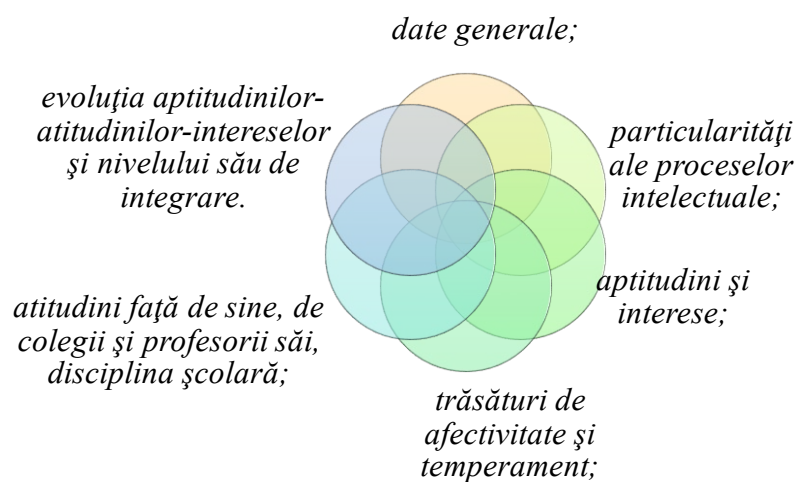 date generale;
particularităţi
ale proceselor
intelectuale;
aptitudini şi
interese;
trăsături de
afectivitate şi
temperament;
atitudini faţă de sine, de
colegii şi profesorii săi,
disciplina şcolară;
evoluţia aptitudinilor-
atitudinilor-intereselor
şi nivelului său de
integrare.